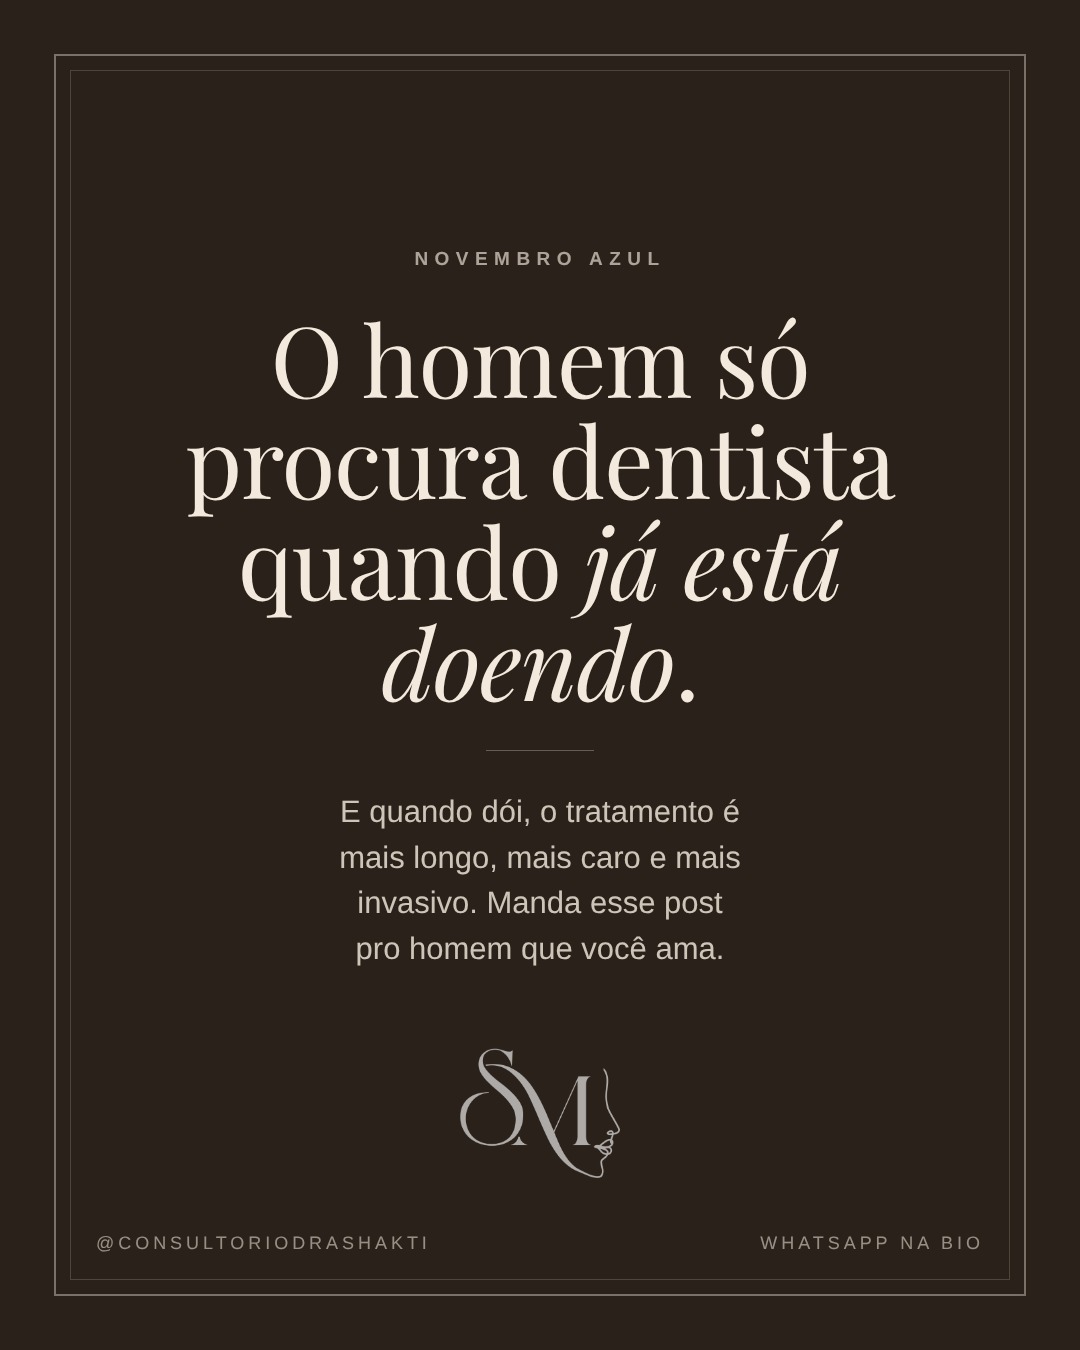 NOVEMBRO AZUL
O homem só
procura dentista
quando já está
doendo.
E quando dói, o tratamento é
mais longo, mais caro e mais
invasivo. Manda esse post
pro homem que você ama.
SM
@CONSULTORIODRASHAKTI
WHATSAPP NA BIO